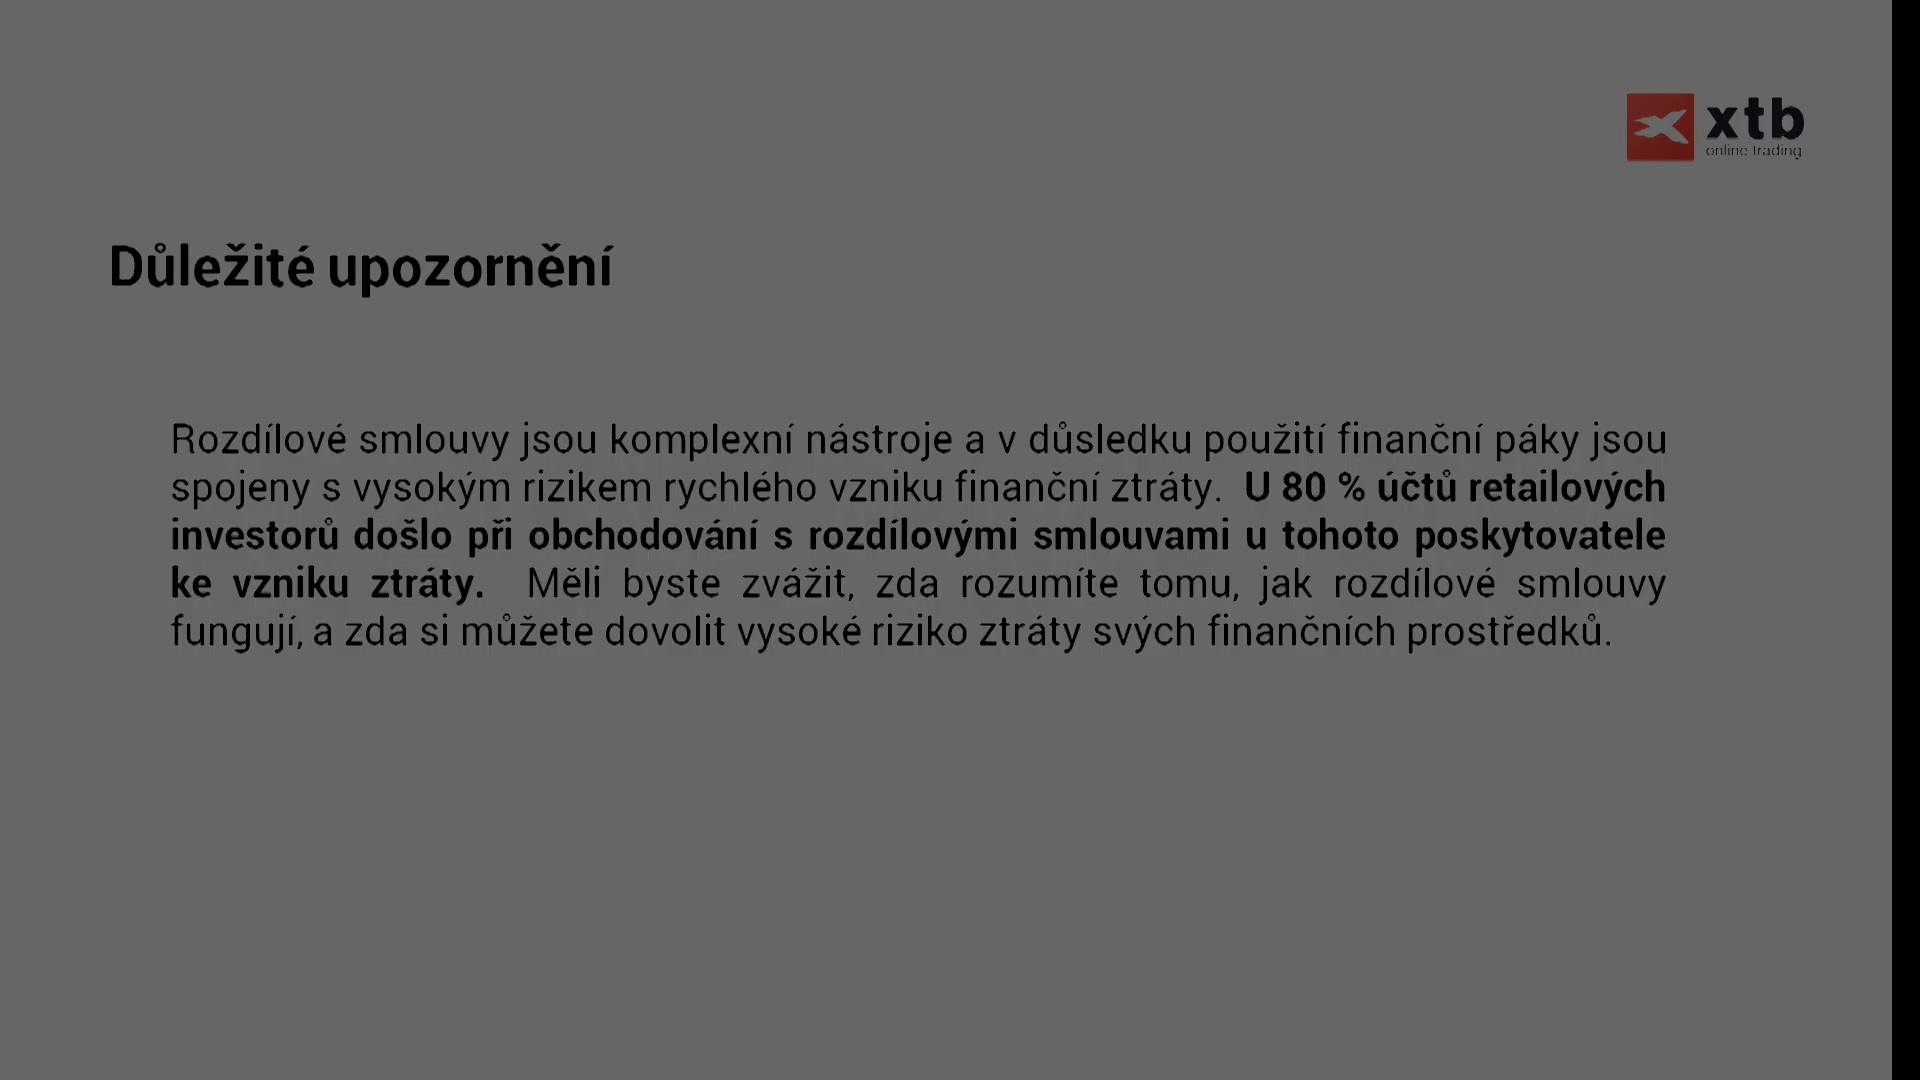 xtb
online trading
Důležité upozornění
Rozdílové smlouvy jsou komplexní nástroje a v důsledku použití finanční páky jsou
spojeny s vysokým rizikem rychlého vzniku finanční ztráty. U 80 % účtů retailových
investorů došlo při obchodování s rozdílovými smlouvami u tohoto poskytovatele
ke vzniku ztráty. Měli byste zvážit, zda rozumíte tomu, jak rozdílové smlouvy
fungují, a zda si můžete dovolit vysoké riziko ztráty svých finančních prostředků.